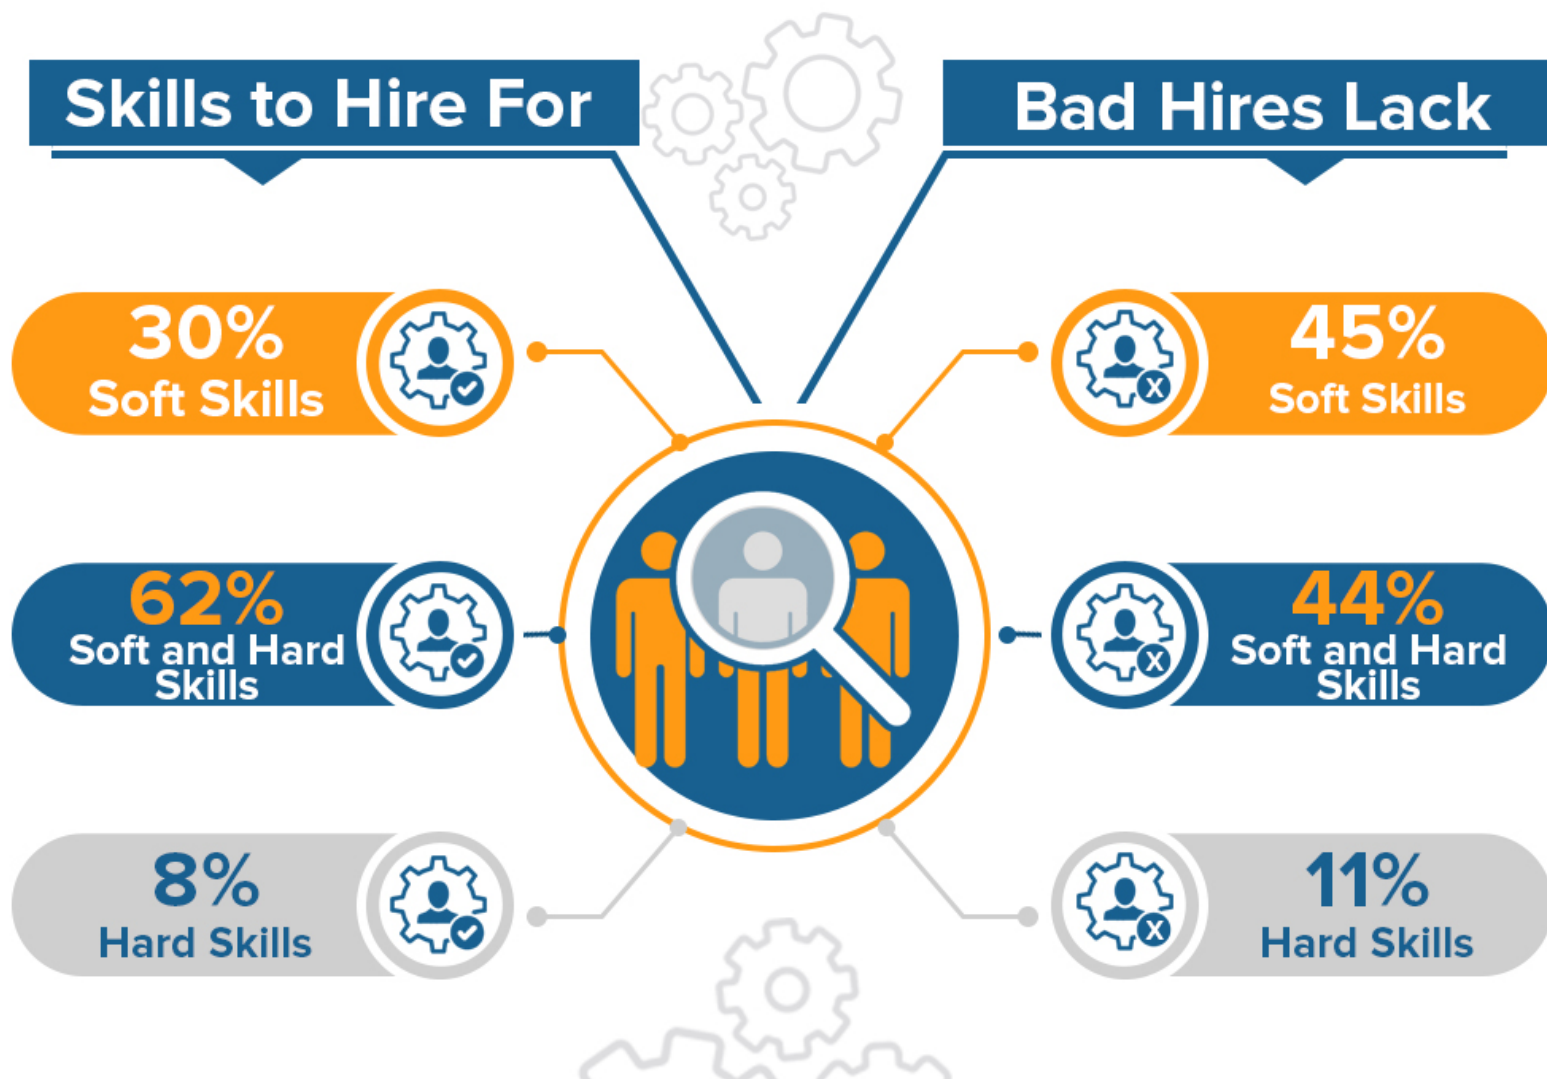 Skills to Hire For
30%
Soft Skills
62%
Soft and Hard
Skills
8%
Hard Skills
Bad Hires Lack
45%
Soft Skills
X
44%
Soft and Hard
Skills
X
11%
Hard Skills
X